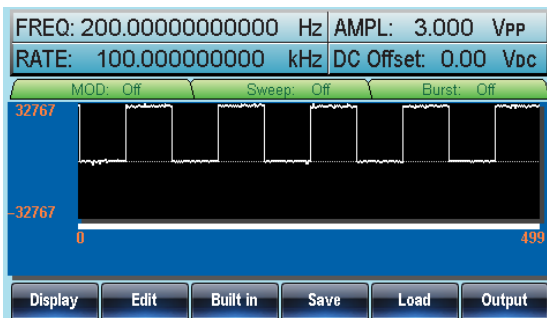 FREQ: 200.00000000000 Hz AMPL: 3.000 VPP
RATE: 100.000000000 kHz DC Offset: 0.00 VDC
MOD: Off Sweep: Off Burst: Off
32767
-32767
0 499
Display Edit Built in Save Load Output